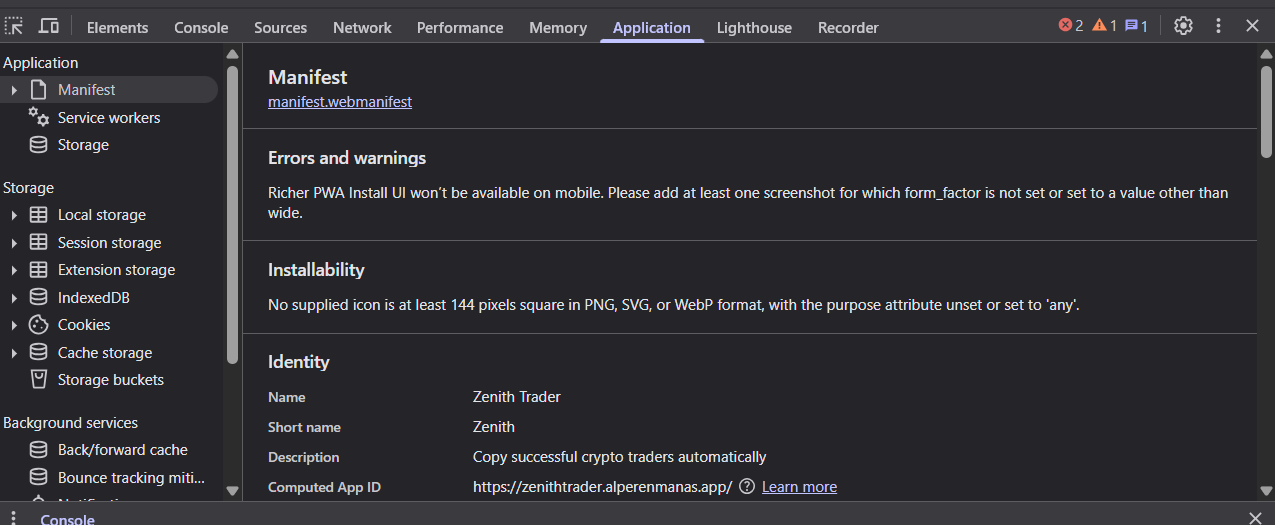 Elements Console Sources Network Performance Memory Application Lighthouse Recorder 2 1 1
Application
Manifest
Service workers
Storage
Storage
Local storage
Session storage
Extension storage
IndexedDB
Cookies
Cache storage
Storage buckets
Background services
Back/forward cache
Bounce tracking miti...
Manifest
manifest.webmanifest
Errors and warnings
Richer PWA Install UI won't be available on mobile. Please add at least one screenshot for which form_factor is not set or set to a value other than
wide.
Installability
No supplied icon is at least 144 pixels square in PNG, SVG, or WebP format, with the purpose attribute unset or set to 'any'.
Identity
Name Zenith Trader
Short name Zenith
Description Copy successful crypto traders automatically
Computed App ID https://zenithtrader.alperenmanas.app/ Learn more
Console